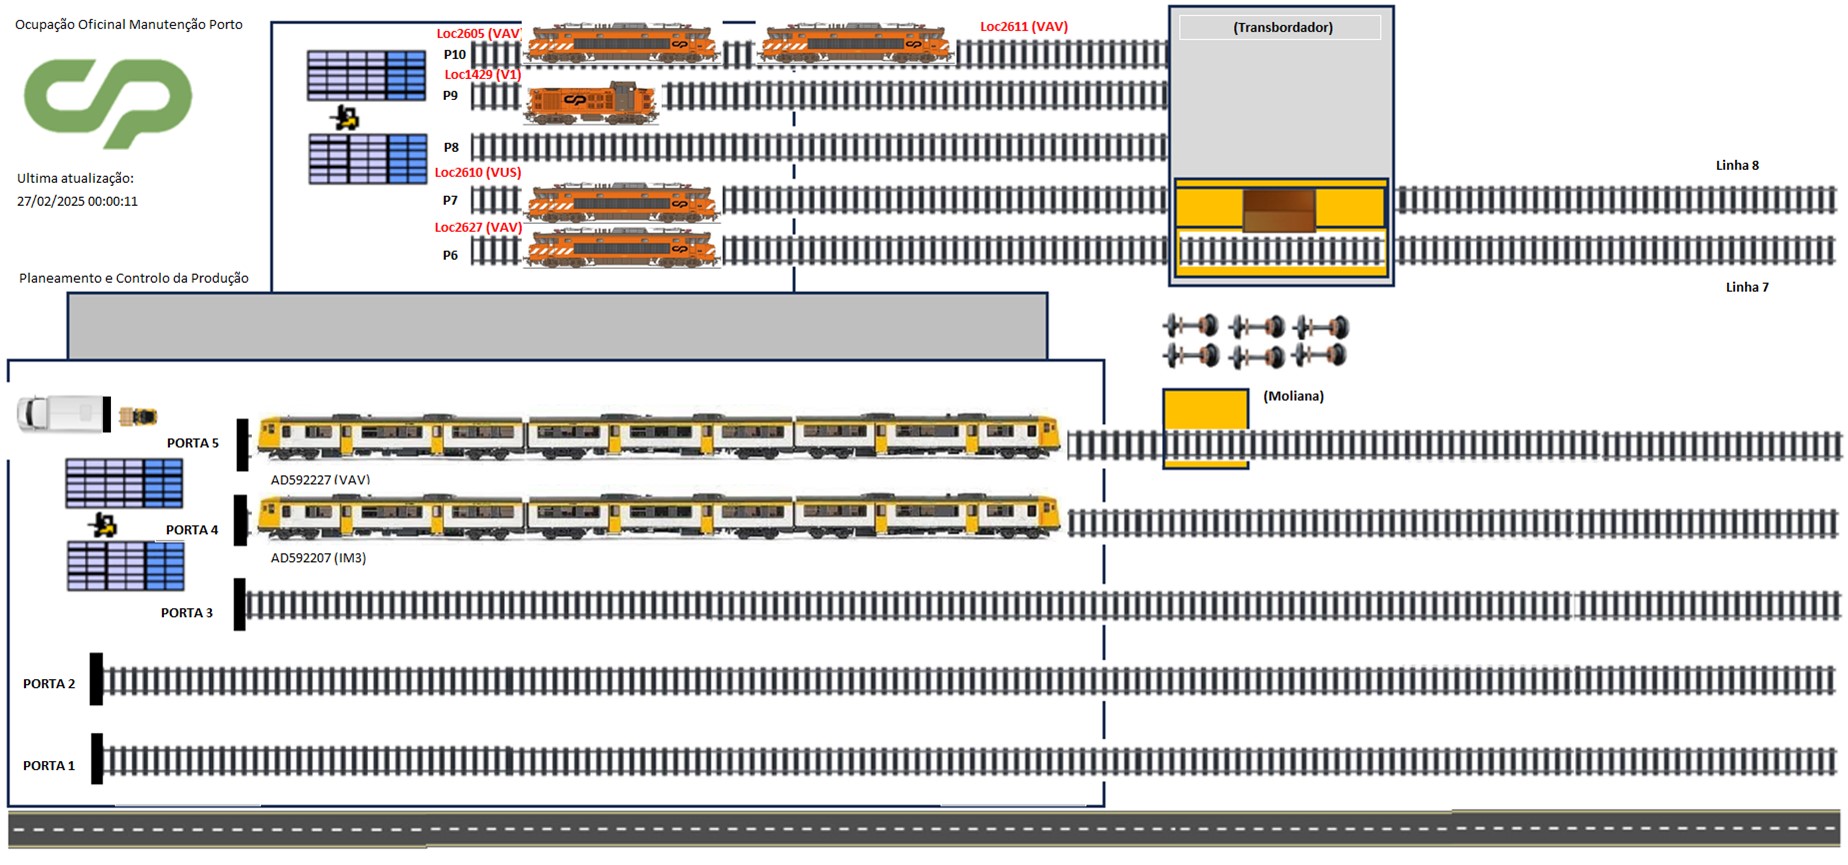 Ocupação Oficinal Manutenção Porto
CP
Ultima atualização:
27/02/2025 00:00:11
Planeamento e Controlo da Produção
Loc2605 (VAV)
Loc2611 (VAV)
P10
Loc1429 (V1)
P9
P8
Loc2610 (VUS)
P7
Loc2627 (VAV)
P6
(Transbordador)
Linha 8
Linha 7
(Moliana)
PORTA 5
AD592227 (VAV)
PORTA 4
AD592207 (IM3)
PORTA 3
PORTA 2
PORTA 1